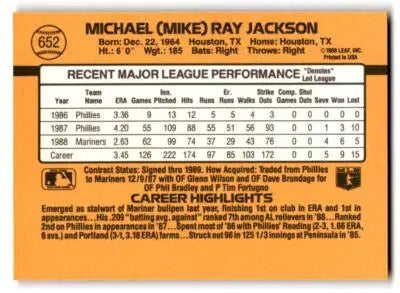 652
MICHAEL (MIKE) RAY JACKSON
Born: Dec. 22, 1964 Houston, TX Home: Houston, TX
Ht.: 6'0" Wgt.: 185 Bats: Right Throws: Right
©1988 LEAF, INC.
Printed in USA
RECENT MAJOR LEAGUE PERFORMANCE "Denotes" Led League
Year Team Name ERA Games Inn. Pitched Hits Runs Er. Runs Walks Strike Outs Comp. Games Shut Outs Save Won Lost
1986 Phillies 3.36 9 13 12 5 5 4 3 0 0 0 0 0
1987 Phillies 4.20 55 109 88 55 51 56 93 0 0 1 3 10
1988 Mariners 2.63 62 99 74 37 29 43 76 0 0 4 6 5
Career 3.45 126 222 174 97 85 103 172 0 0 5 9 15
Contract Status: Signed thru 1989. How Acquired: Traded from Phillies
to Mariners 12/9/87 with OF Glenn Wilson and OF Dave Brundage for
OF Phil Bradley and P Tim Fortugno
CAREER HIGHLIGHTS
Emerged as stalwart of Mariner bullpen last year, finishing 1st on club in ERA and 1st in
appearances...His .209 "batting avg. against" ranked 7th among AL relievers in '88...Ranked
2nd on Phillies in appearances in '87...Spent most of '86 with Phillies' Reading (2-3, 1.66 ERA,
6 svs) and Portland (3-1, 3.18 ERA) farms...Struck out 96 in 125 1/3 innings at Peninsula in '85.